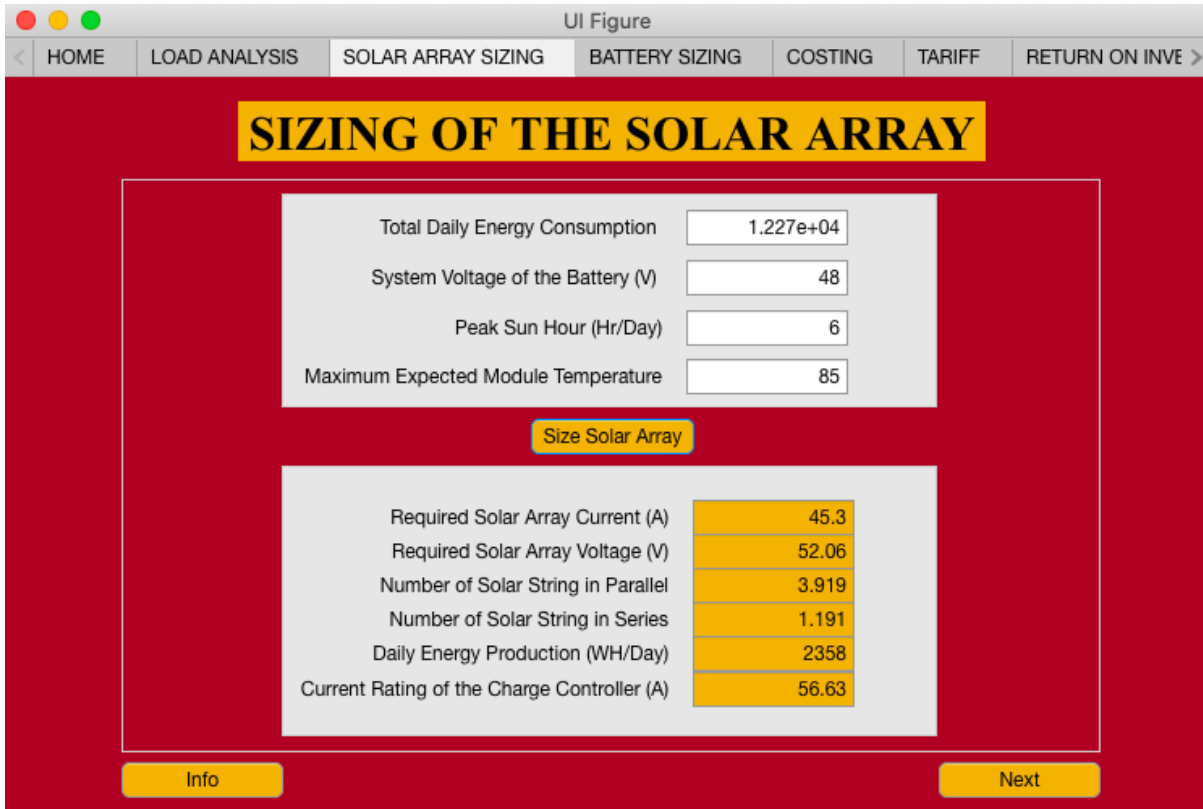 UI Figure
< HOME LOAD ANALYSIS SOLAR ARRAY SIZING BATTERY SIZING COSTING TARIFF RETURN ON INVE >
SIZING OF THE SOLAR ARRAY
Total Daily Energy Consumption 1.227e+04
System Voltage of the Battery (V) 48
Peak Sun Hour (Hr/Day) 6
Maximum Expected Module Temperature 85
Size Solar Array
Required Solar Array Current (A) 45.3
Required Solar Array Voltage (V) 52.06
Number of Solar String in Parallel 3.919
Number of Solar String in Series 1.191
Daily Energy Production (WH/Day) 2358
Current Rating of the Charge Controller (A) 56.63
Info Next